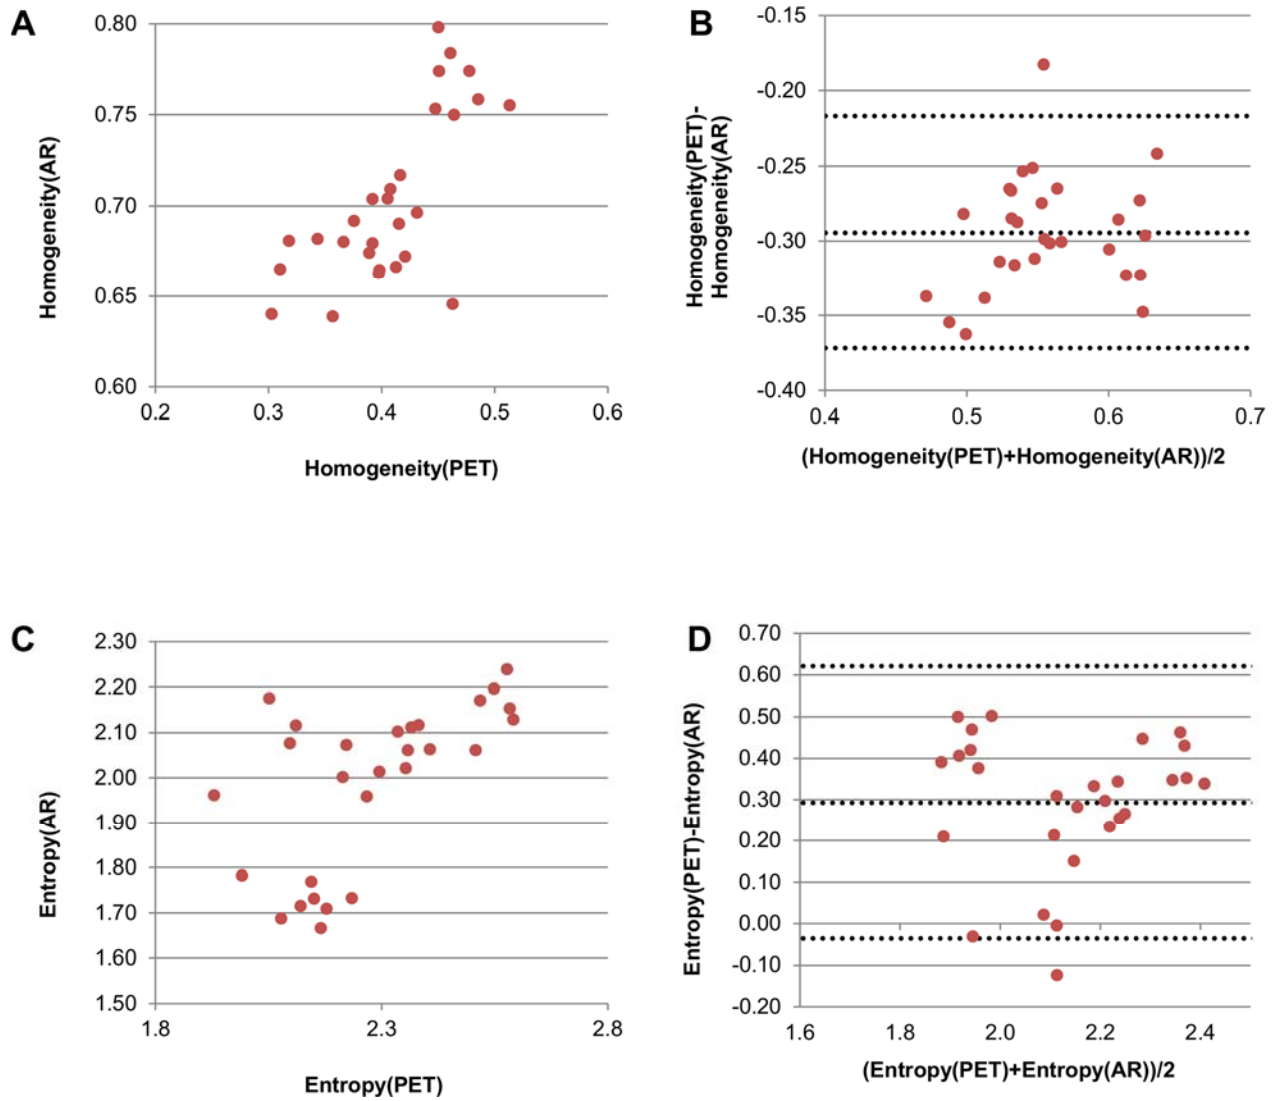 A
0.80
0.75
0.70
0.65
0.60
Homogeneity(AR)
0.2 0.3 0.4 0.5 0.6
Homogeneity(PET)
B
-0.15
-0.20
-0.25
-0.30
-0.35
-0.40
Homogeneity(PET)-
Homogeneity(AR)
0.4 0.5 0.6 0.7
(Homogeneity(PET)+Homogeneity(AR))/2
C
2.30
2.20
2.10
2.00
1.90
1.80
1.70
1.60
1.50
Entropy(AR)
1.8 2.3 2.8
Entropy(PET)
D
0.70
0.60
0.50
0.40
0.30
0.20
0.10
0.00
-0.10
-0.20
Entropy(PET)-Entropy(AR)
1.6 1.8 2.0 2.2 2.4
(Entropy(PET)+Entropy(AR))/2